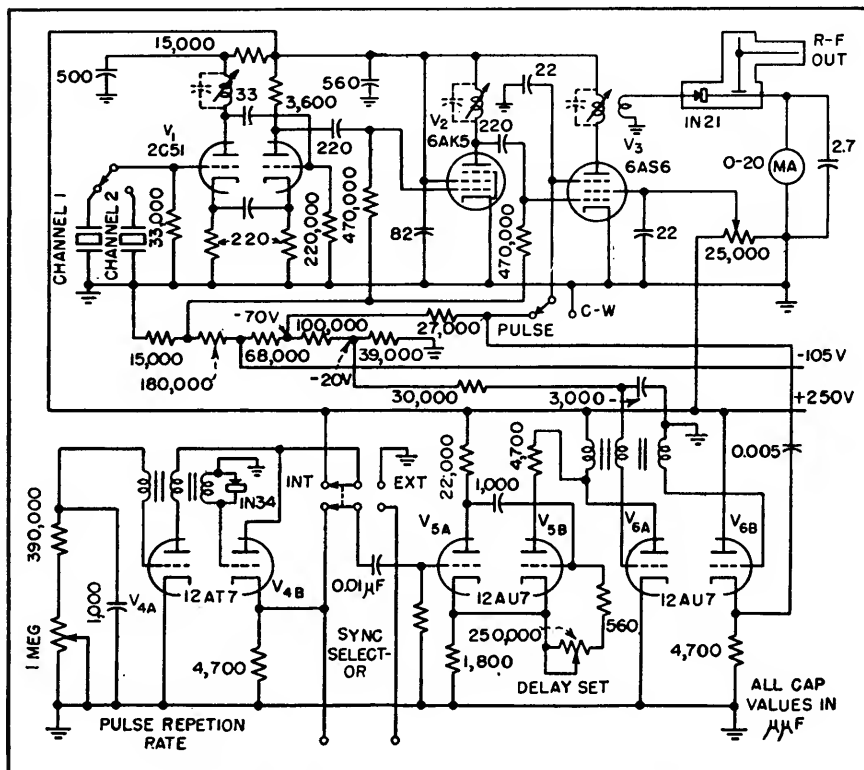 15,000
500
33
3,600
560
22
R-F
OUT
V1
2C51
220
V2
6AK5
220
V3
6AS6
1N21
0-20
MA
2.7
CHANNEL 1
CHANNEL 2
33,000
220
220,000
470,000
82
470,000
22
25,000
-70V
100,000
27,000
PULSE
C-W
15,000
180,000
68,000
-20V
39,000
-105V
+250V
30,000
3,000
0.005
INT
EXT
22,000
1,000
4,700
390,000
1N34
V5A
V5B
V6A
V6B
1,000
V4A
12AT7
V4B
0.01μF
12AU7
12AU7
1 MEG
4,700
SYNC
SELECT-
OR
250,000
560
1,800
4,700
DELAY SET
PULSE REPETION
RATE
ALL CAP
VALUES IN
μμF